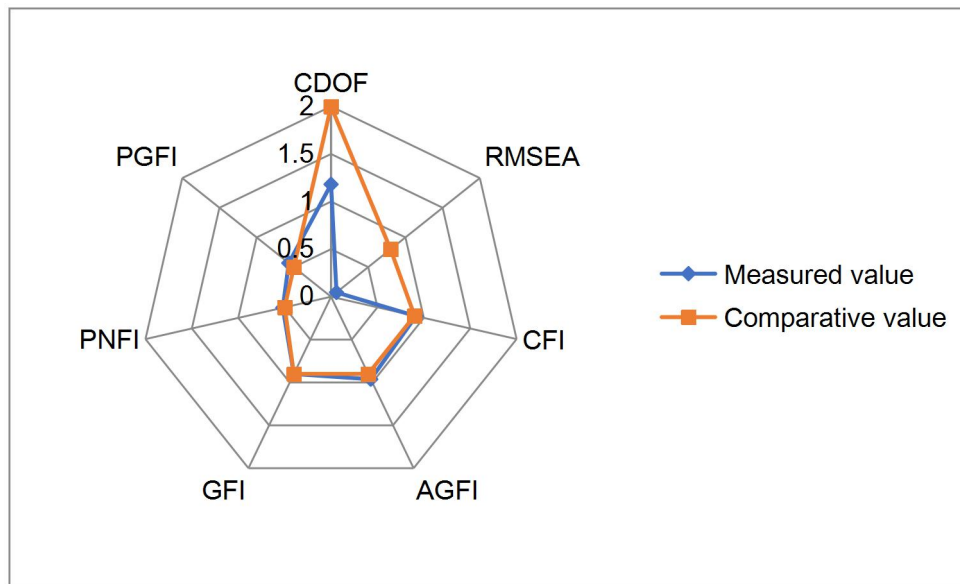 CDOF
2
PGFI
RMSEA
1.5
1
0.5
0
Measured value
Comparative value
PNFI
CFI
GFI
AGFI